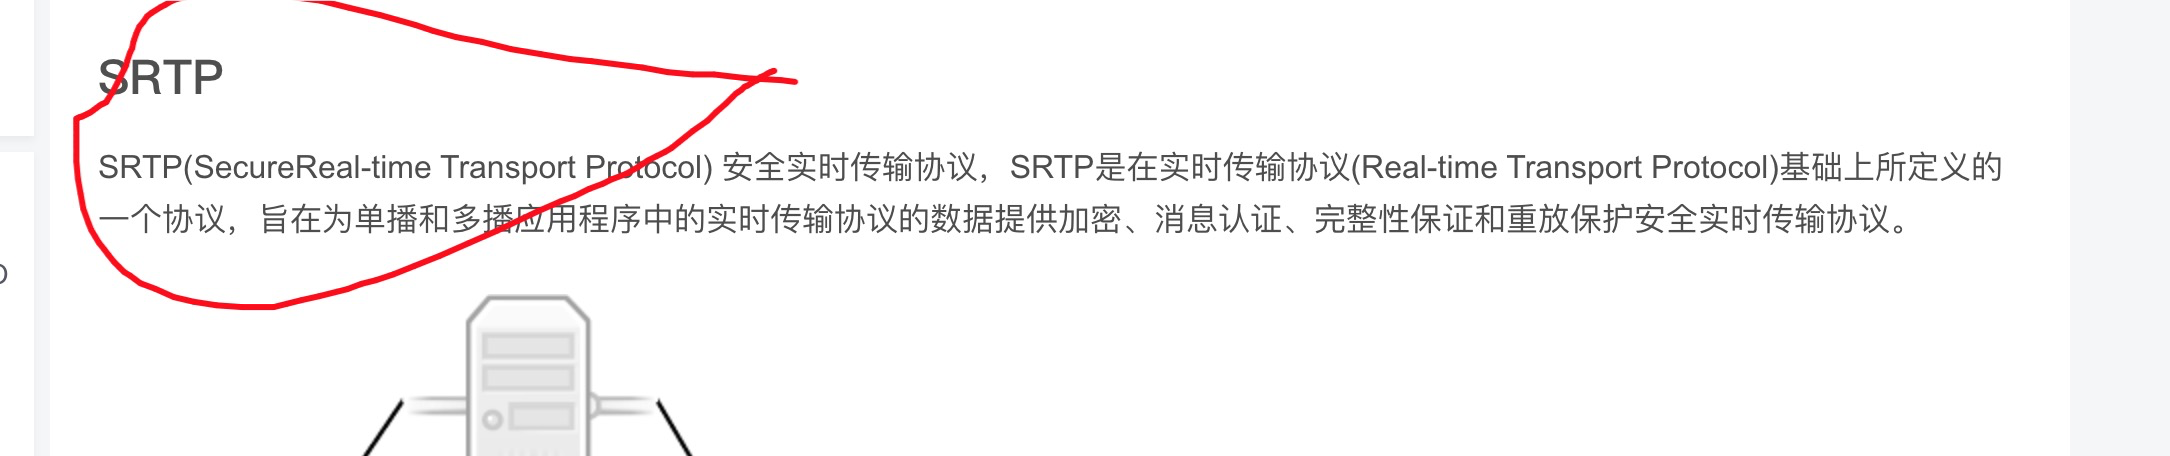 SRTP
SRTP(SecureReal-time Transport Protocol) 安全实时传输协议，SRTP是在实时传输协议(Real-time Transport Protocol)基础上所定义的
一个协议，旨在为单播和多播应用程序中的实时传输协议的数据提供加密、消息认证、完整性保证和重放保护安全实时传输协议。